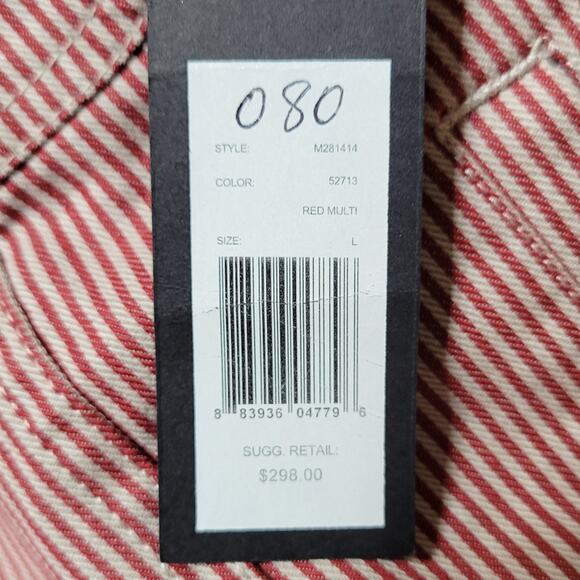 080
STYLE: M281414
COLOR: 52713
RED MULTI
SIZE: L
8 83936 04779 6
SUGG. RETAIL:
$298.00